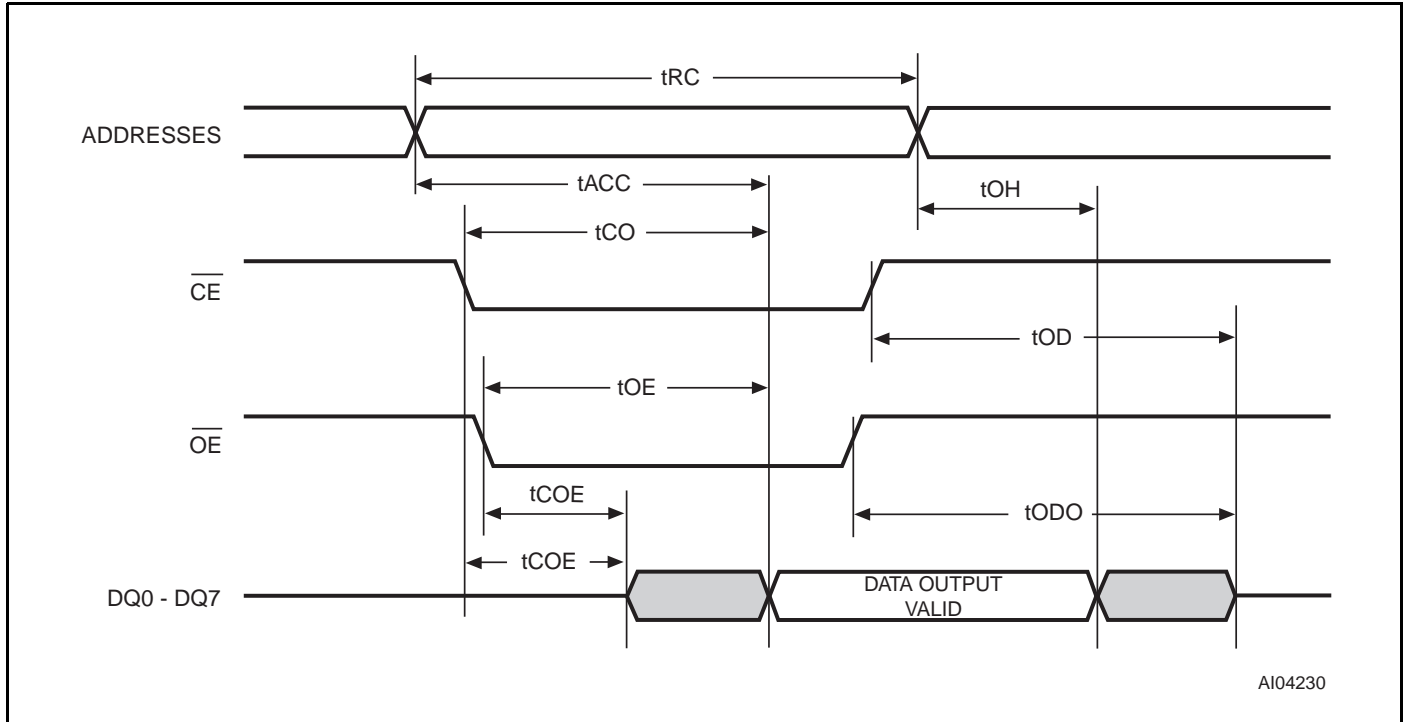 tRC
ADDRESSES
tACC
tOH
tCO
CE
tOD
tOE
OE
tCOE
tODO
tCOE
DQ0 - DQ7
DATA OUTPUT
VALID
AI04230